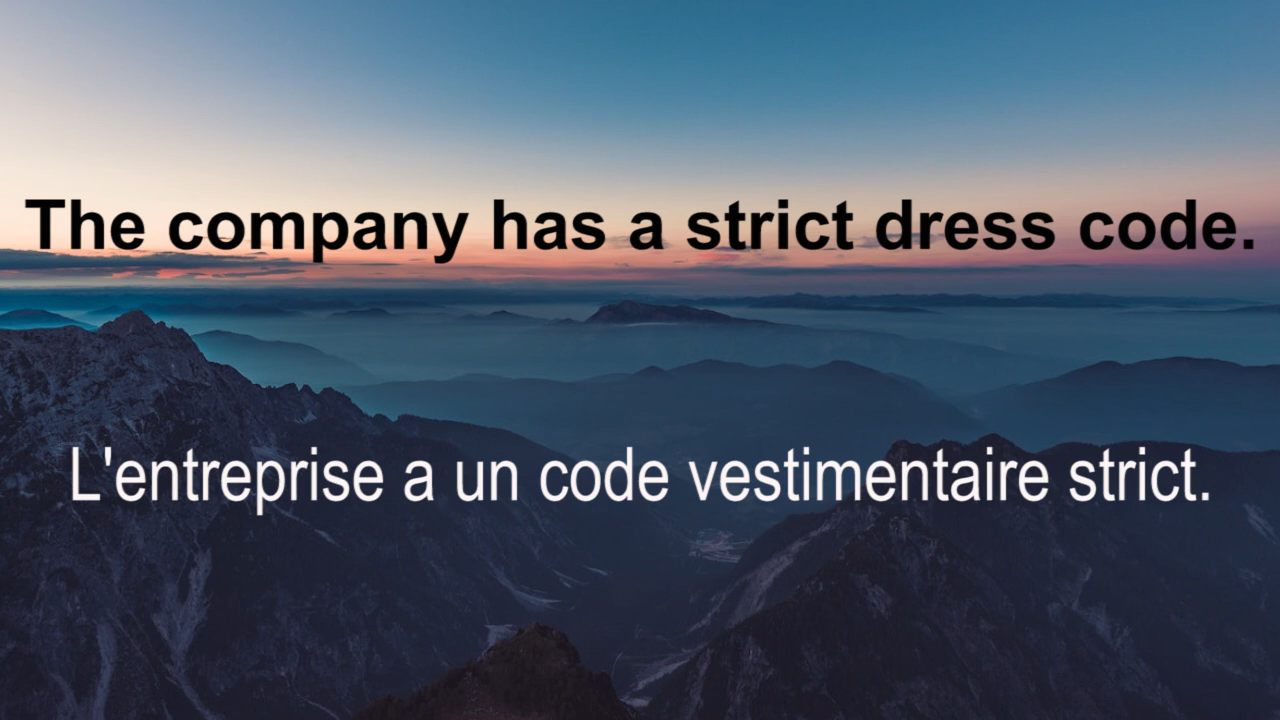 The company has a strict dress code.
L'entreprise a un code vestimentaire strict.